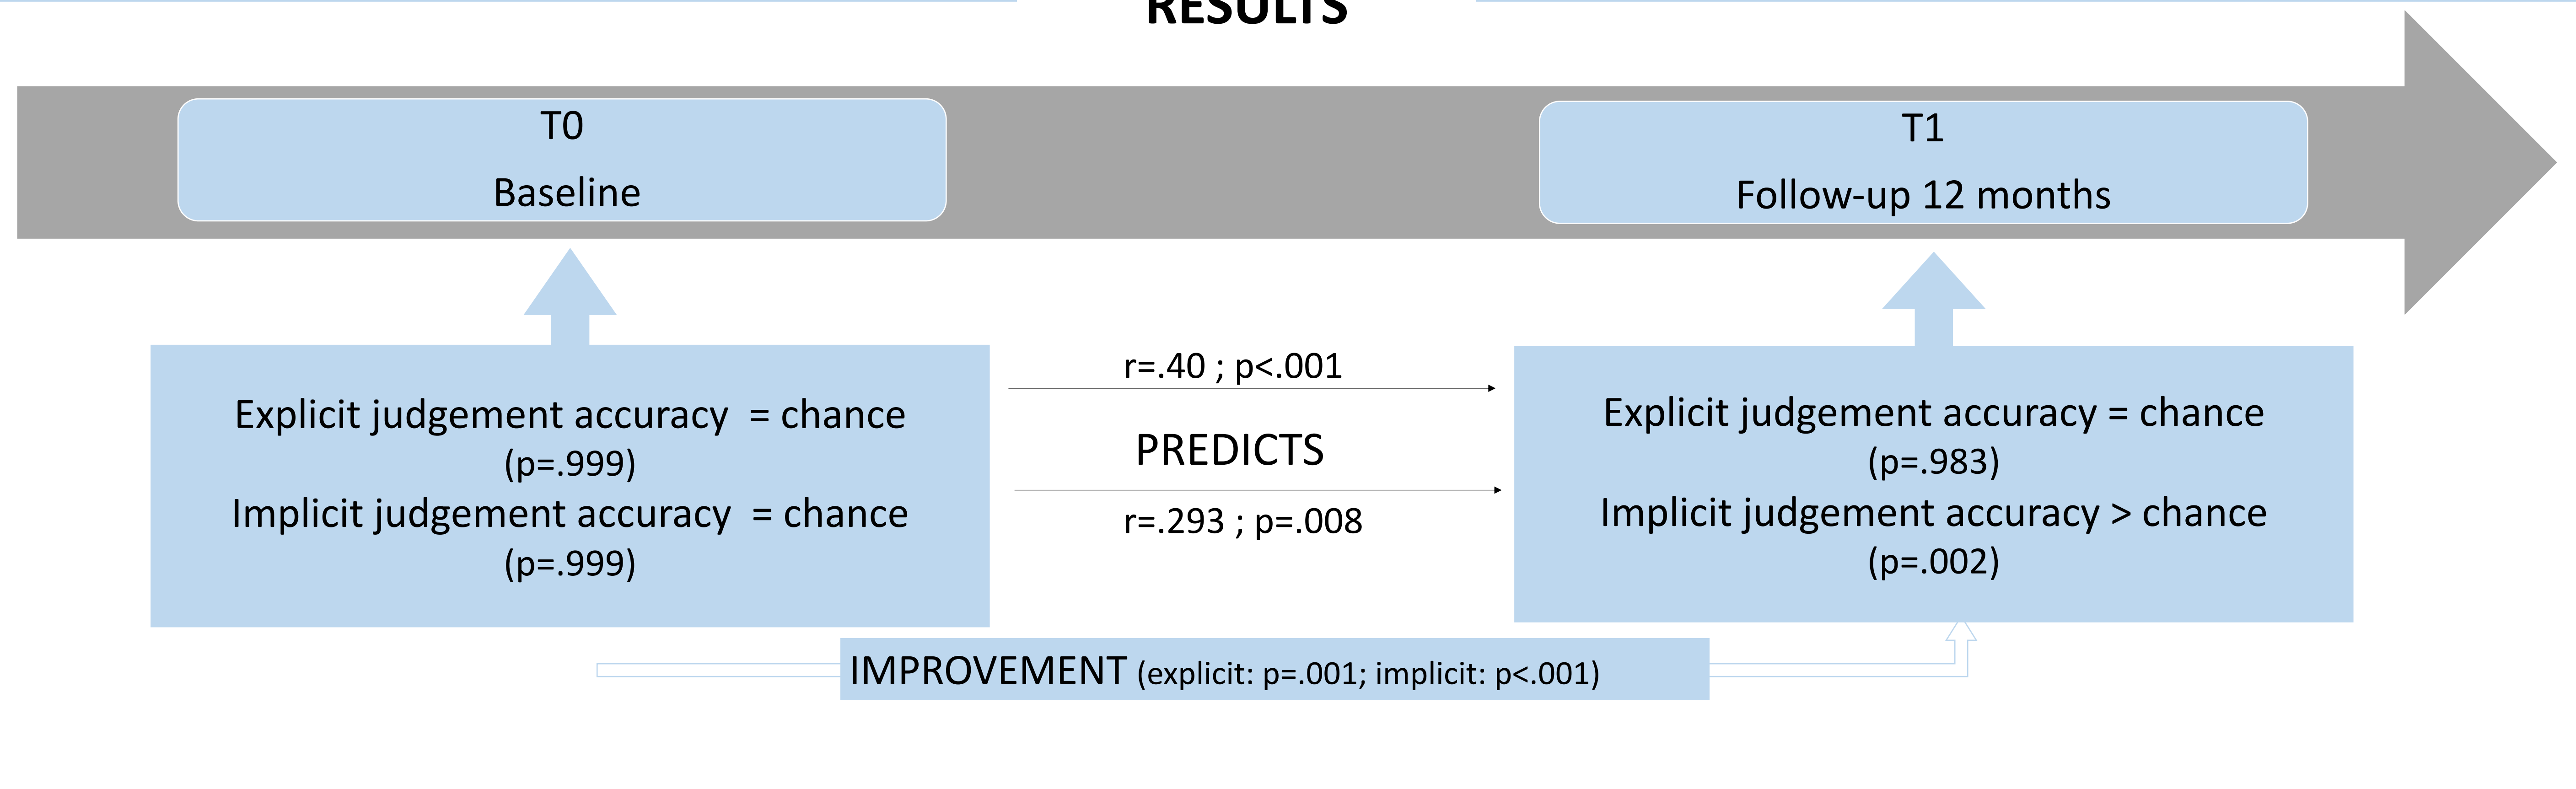 RESULTS
T0
Baseline
T1
Follow-up 12 months
Explicit judgement accuracy  = chance
(p=.999)
Implicit judgement accuracy  = chance
(p=.999)
r=.40 ; p<.001
PREDICTS
r=.293 ; p=.008
Explicit judgement accuracy = chance
(p=.983)
Implicit judgement accuracy > chance
(p=.002)
IMPROVEMENT (explicit: p=.001; implicit: p<.001)